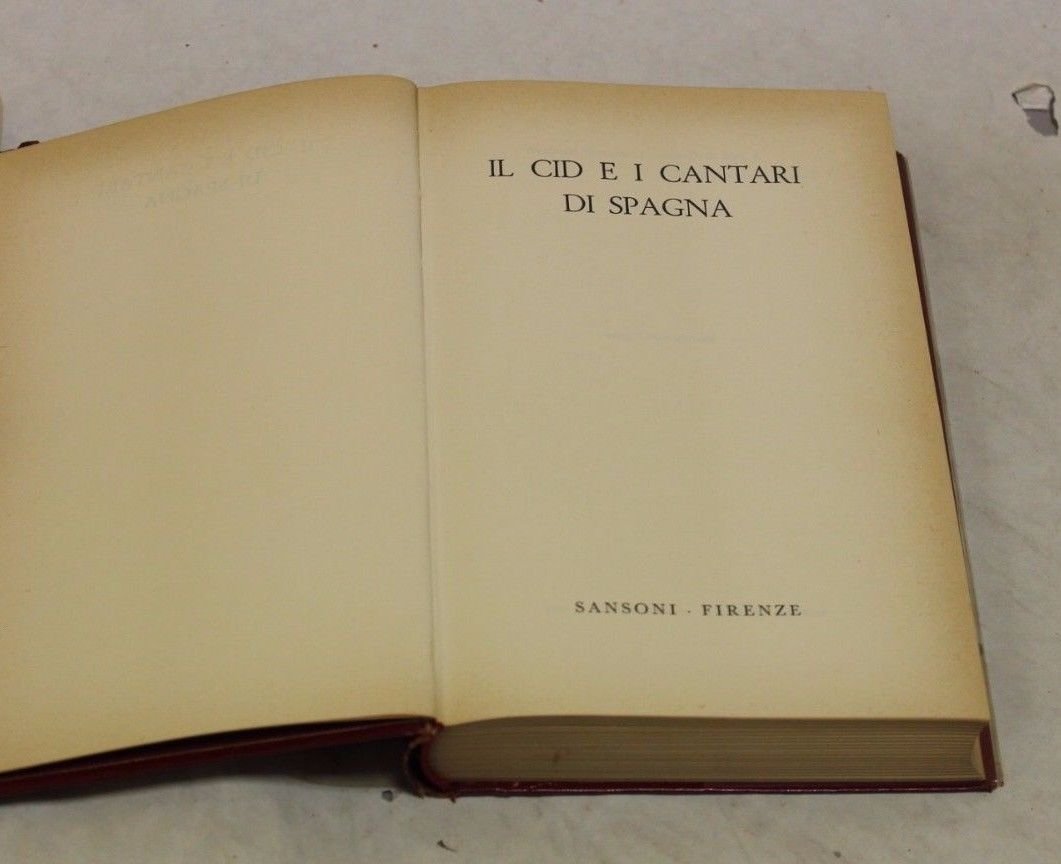 IL CID E I CANTARI
DI SPAGNA
SANSONI · FIRENZE